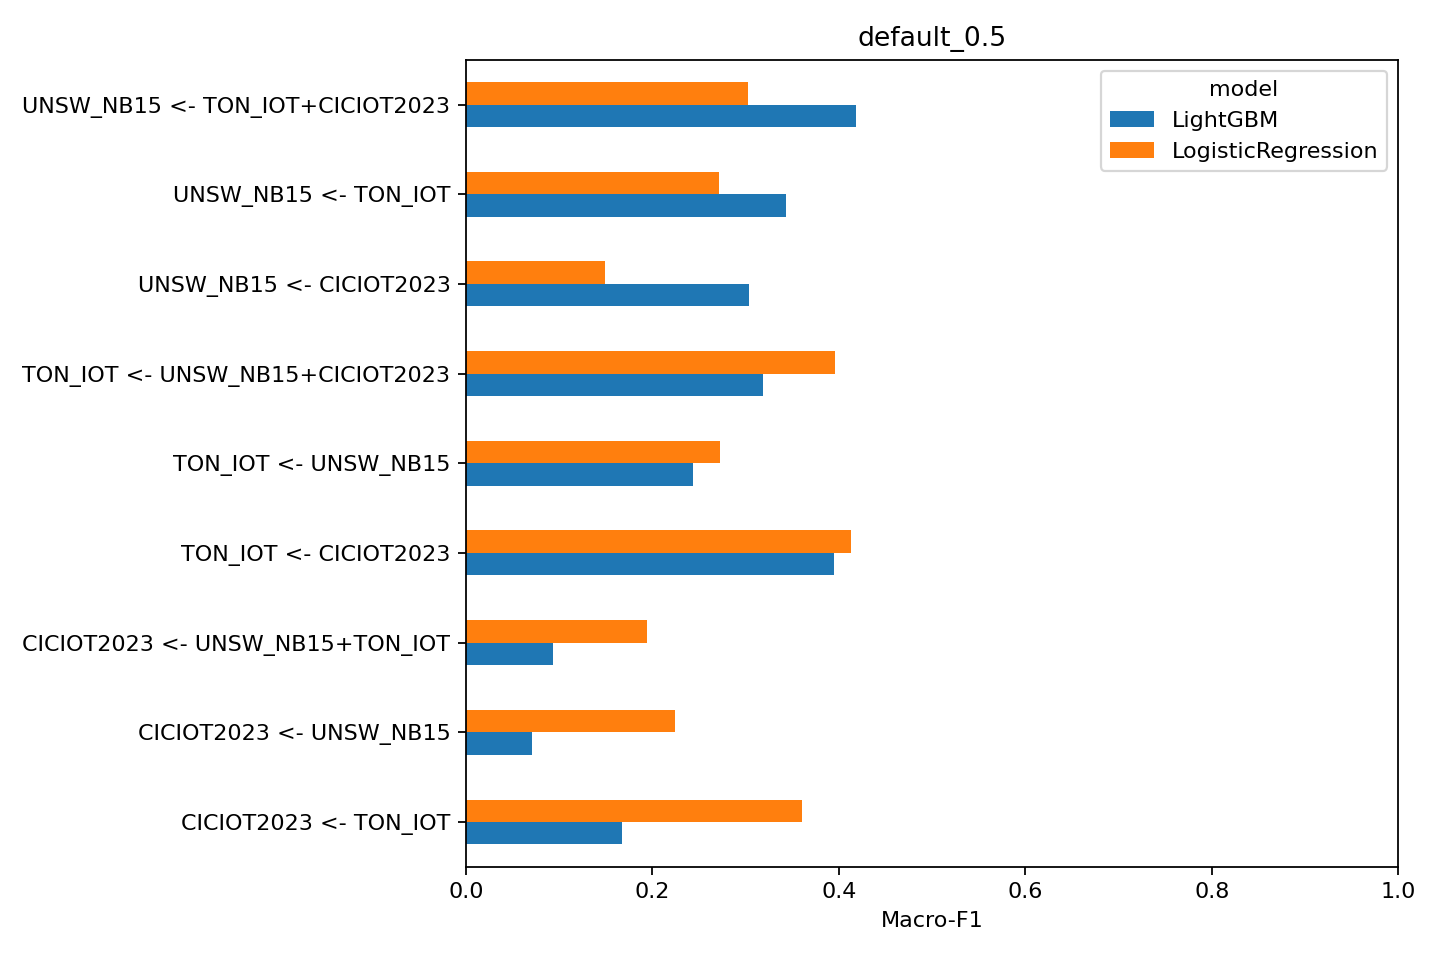 default_0.5
model
LightGBM
LogisticRegression
UNSW_NB15 <- TON_IOT+CICIOT2023
UNSW_NB15 <- TON_IOT
UNSW_NB15 <- CICIOT2023
TON_IOT <- UNSW_NB15+CICIOT2023
TON_IOT <- UNSW_NB15
TON_IOT <- CICIOT2023
CICIOT2023 <- UNSW_NB15+TON_IOT
CICIOT2023 <- UNSW_NB15
CICIOT2023 <- TON_IOT
0.0 0.2 0.4 0.6 0.8 1.0
Macro-F1